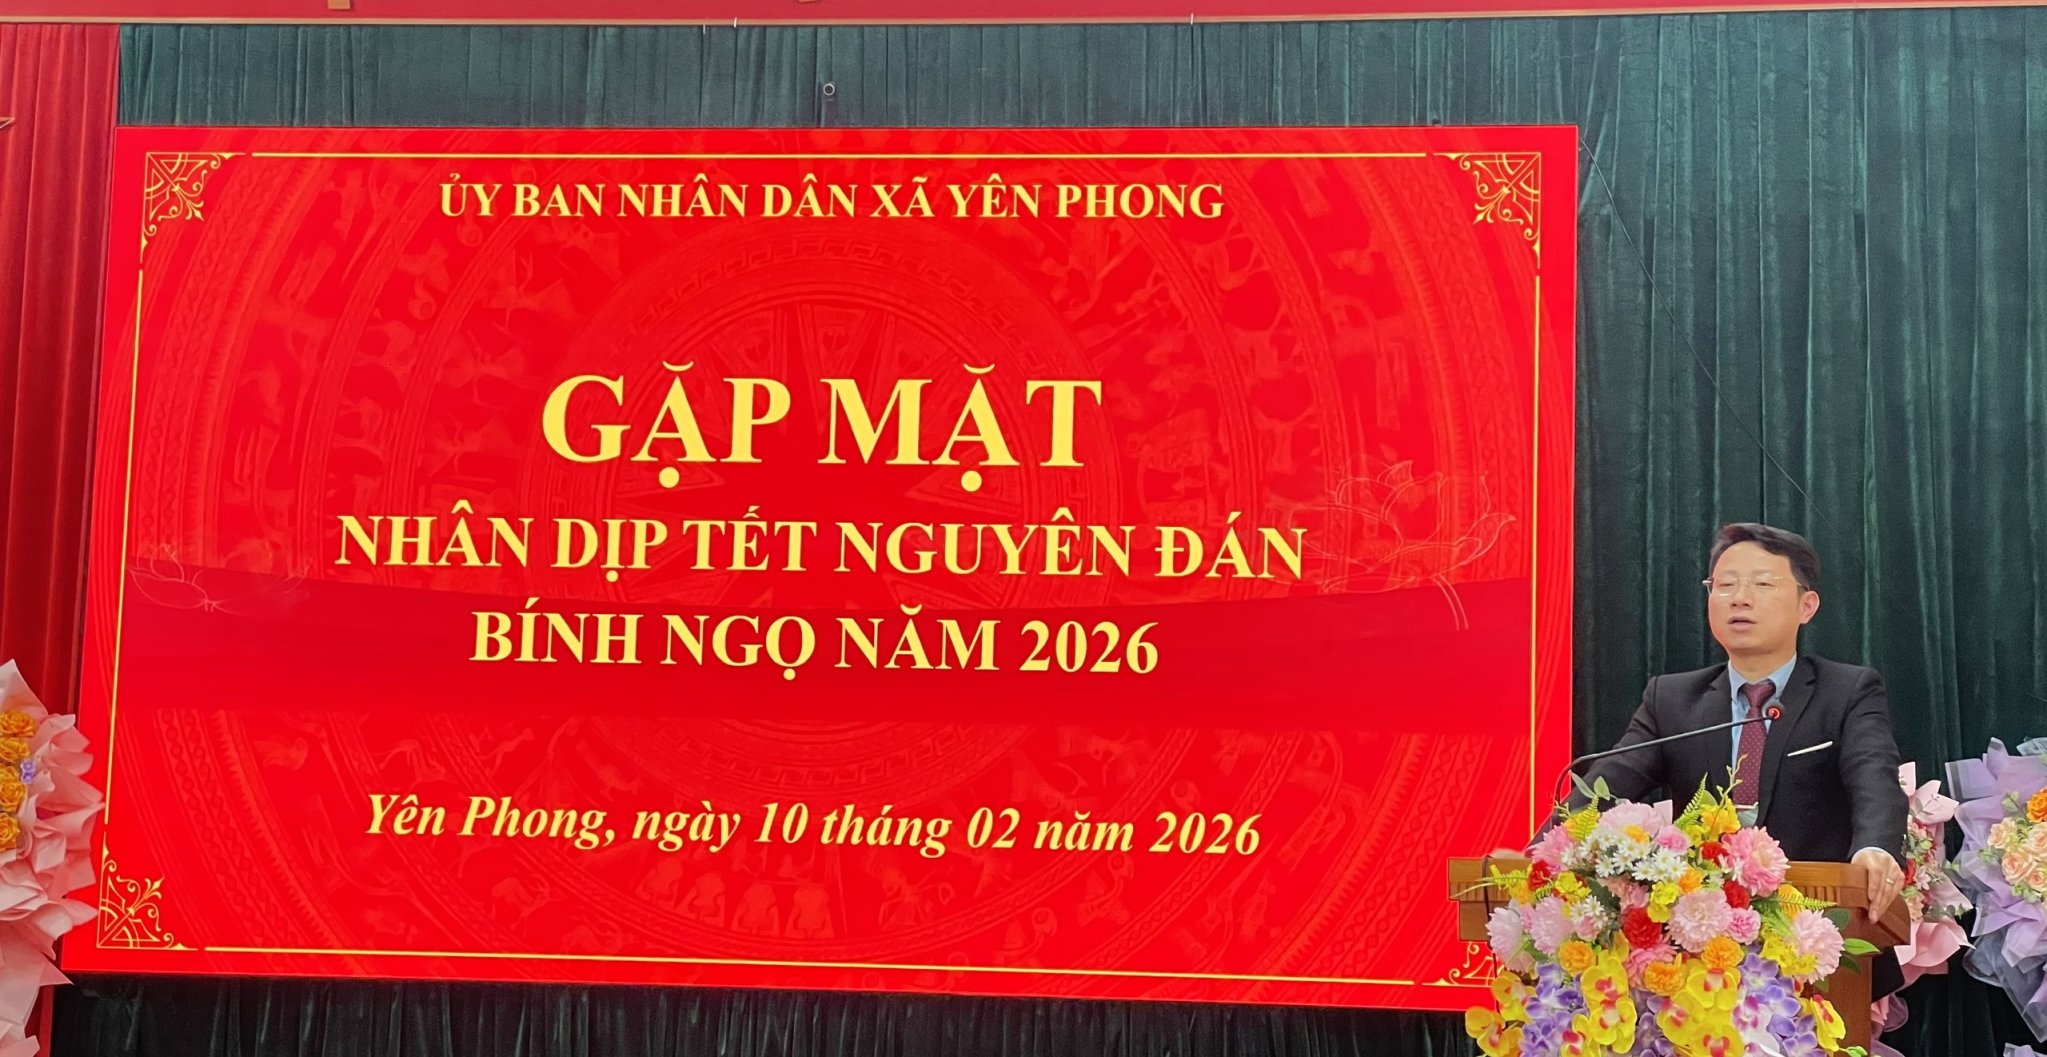 ỦY BAN NHÂN DÂN XÃ YÊN PHONG
GẶP MẶT
NHÂN DỊP TẾT NGUYÊN ĐÁN
BÍNH NGỌ NĂM 2026
Yên Phong, ngày 10 tháng 02 năm 2026